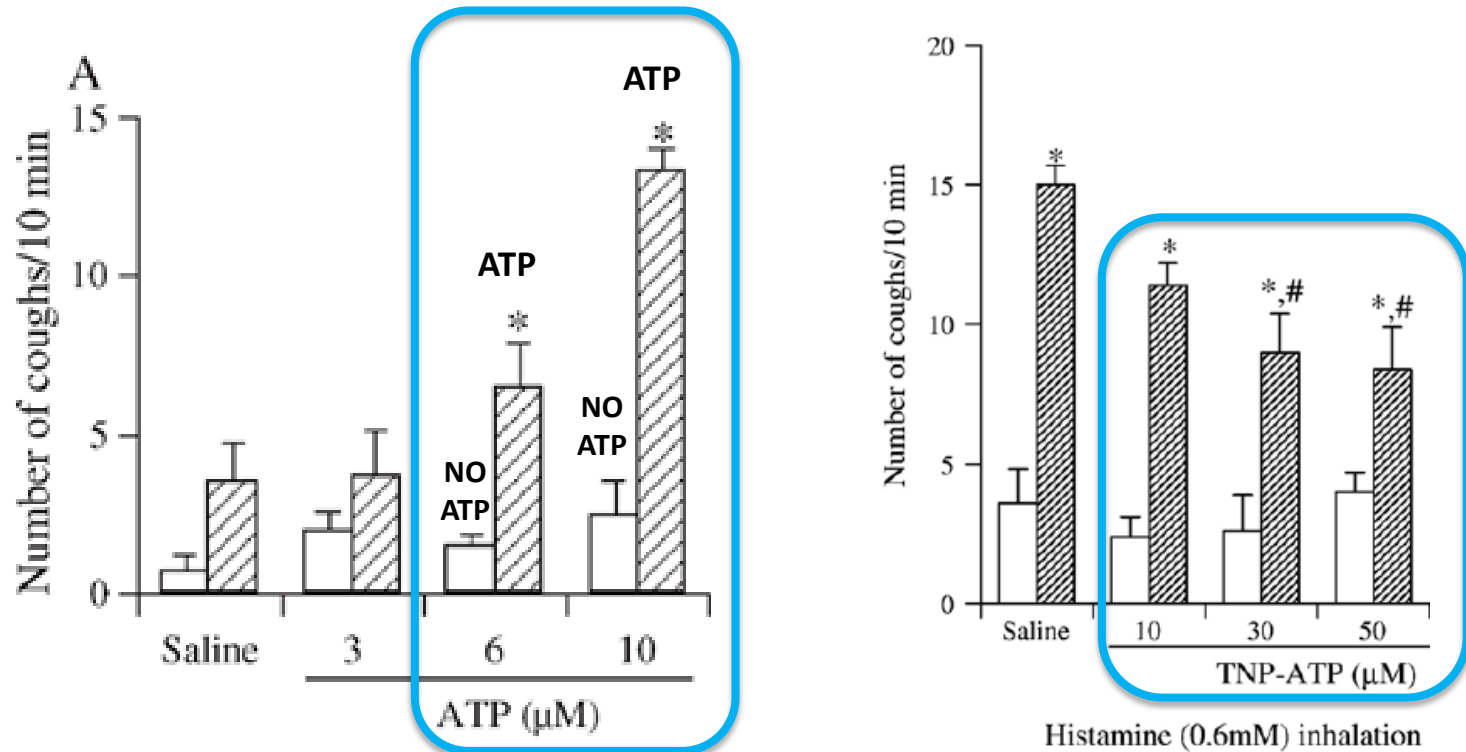 A
Number of coughs/10 min
15
10
5
0
ATP
*
ATP
*
NO
ATP
NO
ATP
Saline
3
6
10
ATP (μM)
Number of coughs/10 min
20
15
10
5
0
*
*
*,#
*,#
Saline
10
30
50
TNP-ATP (μM)
Histamine (0.6mM) inhalation